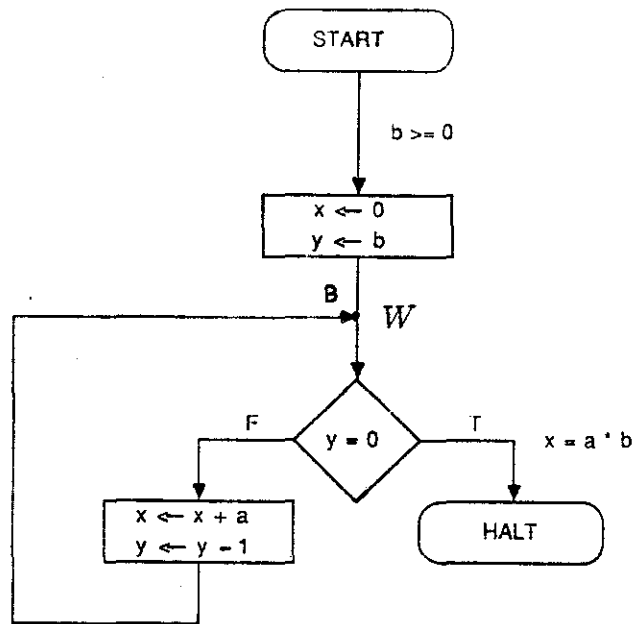 START
b >= 0
x ← 0
y ← b
B
W
F
y = 0
T
x = a * b
x ← x + a
y ← y - 1
HALT